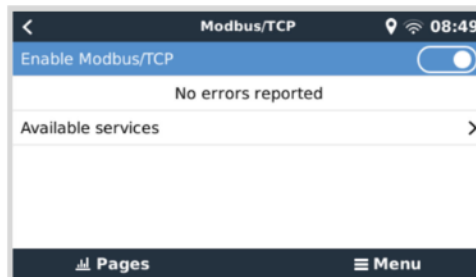 Modbus/TCP 08:49
Enable Modbus/TCP
No errors reported
Available services
Pages Menu